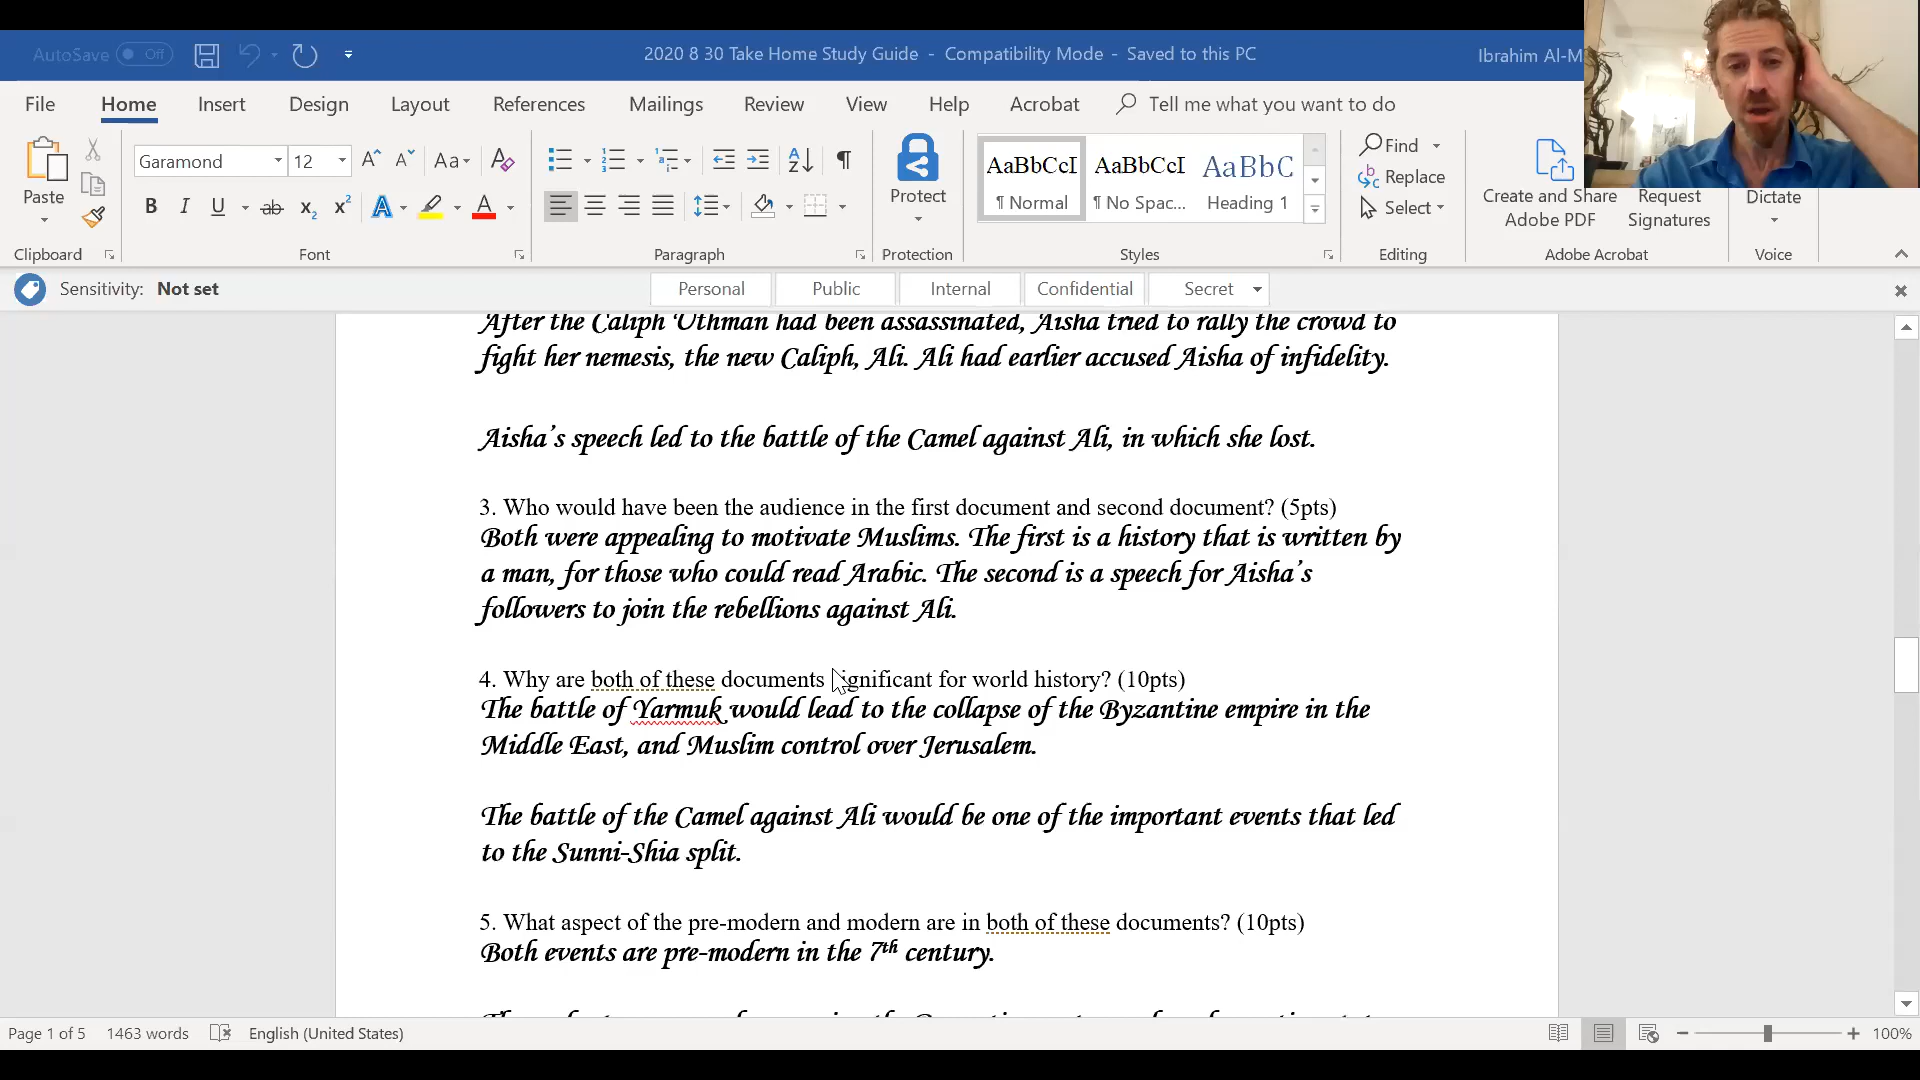 AutoSave Off
2020 8 30 Take Home Study Guide - Compatibility Mode - Saved to this PC
Ibrahim Al-M
File Home Insert Design Layout References Mailings Review View Help Acrobat Tell me what you want to do
Paste
Clipboard
Garamond 12
Aa
B I U ab x₂ x² A A
Font
Paragraph
Protect
Protection
AaBbCcI AaBbCcI AaBbC
¶ Normal ¶ No Spac... Heading 1
Styles
Find
Replace
Select
Editing
Create and Share Adobe PDF
Request Signatures
Adobe Acrobat
Dictate
Voice
Sensitivity: Not set Personal Public Internal Confidential Secret
After the Caliph Uthman had been assassinated, Aisha tried to rally the crowd to
fight her nemesis, the new Caliph, Ali. Ali had earlier accused Aisha of infidelity.
Aisha's speech led to the battle of the Camel against Ali, in which she lost.
3. Who would have been the audience in the first document and second document? (5pts)
Both were appealing to motivate Muslims. The first is a history that is written by
a man, for those who could read Arabic. The second is a speech for Aisha's
followers to join the rebellions against Ali.
4. Why are both of these documents significant for world history? (10pts)
The battle of Yarmuk would lead to the collapse of the Byzantine empire in the
Middle East, and Muslim control over Jerusalem.
The battle of the Camel against Ali would be one of the important events that led
to the Sunni-Shia split.
5. What aspect of the pre-modern and modern are in both of these documents? (10pts)
Both events are pre-modern in the 7th century.
Page 1 of 5 1463 words English (United States) 100%